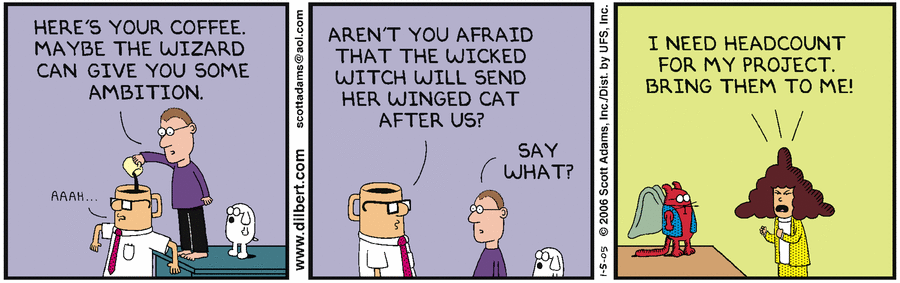 HERE'S YOUR COFFEE.
MAYBE THE WIZARD
CAN GIVE YOU SOME
AMBITION.
AAAH...
www.dilbert.com
scottadams@aol.com
AREN'T YOU AFRAID
THAT THE WICKED
WITCH WILL SEND
HER WINGED CAT
AFTER US?
SAY
WHAT?
1-5-05
© 2006 Scott Adams, Inc./Dist. by UFS, Inc.
I NEED HEADCOUNT
FOR MY PROJECT.
BRING THEM TO ME!